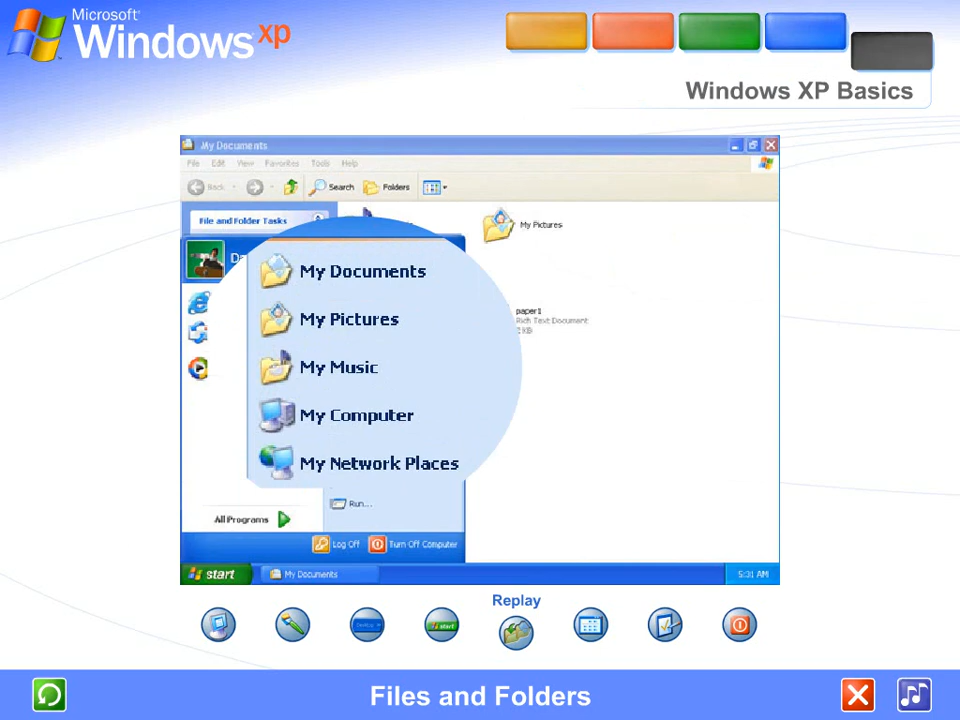 Microsoft®
Windows xp
Windows XP Basics
My Documents
File Edit View Favorites Tools Help
Back Search Folders
File and Folder Tasks
My Pictures
My Documents
My Pictures
My Music
My Computer
My Network Places
paper1
Rich Text Document
Run...
All Programs
Log Off Turn Off Computer
start My Documents 5:31 AM
Replay
start
Files and Folders